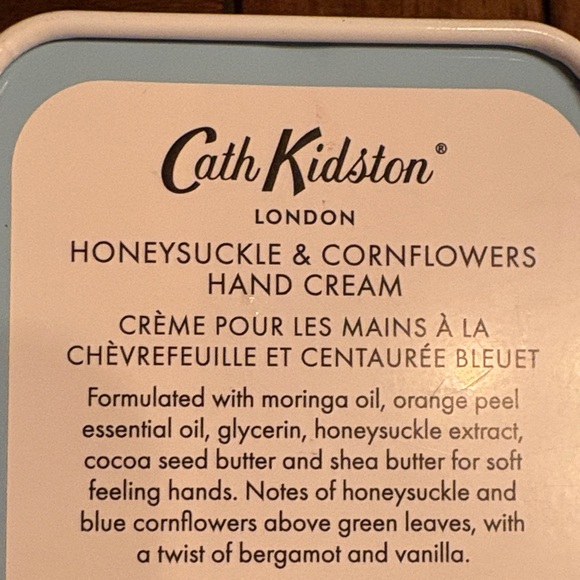 Cath Kidston®
LONDON
HONEYSUCKLE & CORNFLOWERS
HAND CREAM
CRÈME POUR LES MAINS À LA
CHÈVREFEUILLE ET CENTAURÉE BLEUET
Formulated with moringa oil, orange peel
essential oil, glycerin, honeysuckle extract,
cocoa seed butter and shea butter for soft
feeling hands. Notes of honeysuckle and
blue cornflowers above green leaves, with
a twist of bergamot and vanilla.